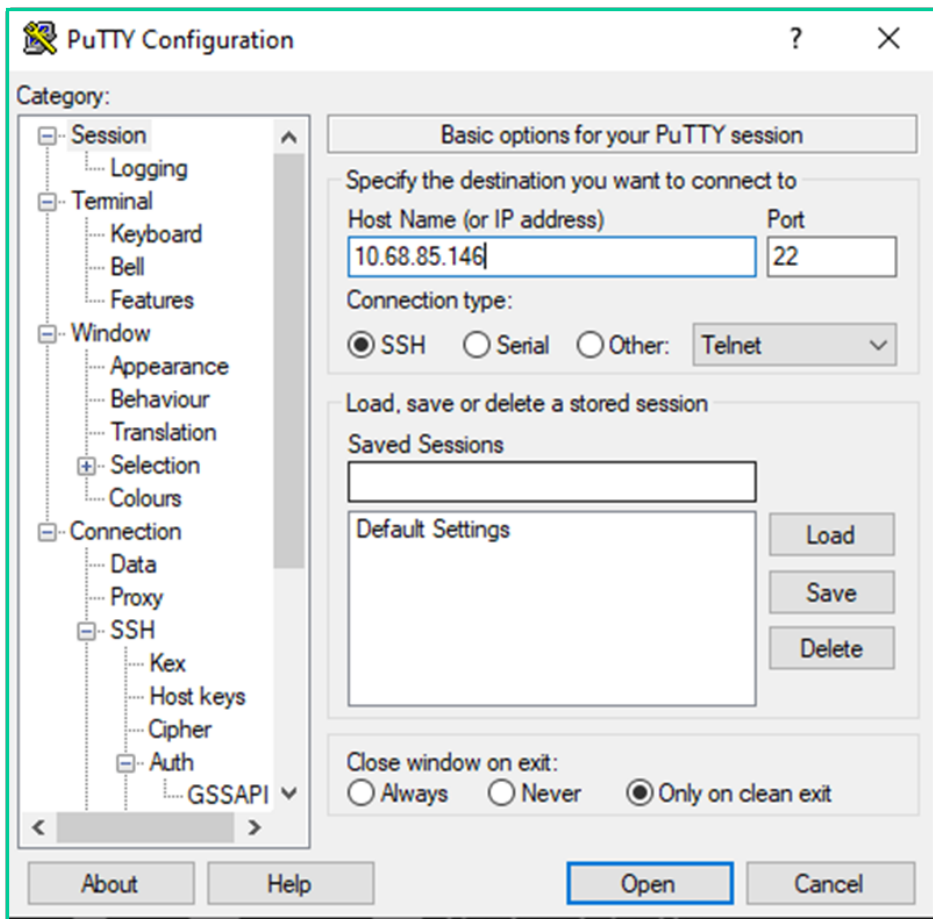 PuTTY Configuration
?
Category:
Session
Logging
Terminal
Keyboard
Bell
Features
Window
Appearance
Behaviour
Translation
Selection
Colours
Connection
Data
Proxy
SSH
Kex
Host keys
Cipher
Auth
GSSAPI
Basic options for your PuTTY session
Specify the destination you want to connect to
Host Name (or IP address) Port
10.68.85.146 22
Connection type:
SSH Serial Other: Telnet
Load, save or delete a stored session
Saved Sessions
Default Settings
Load
Save
Delete
Close window on exit:
Always Never Only on clean exit
About Help Open Cancel